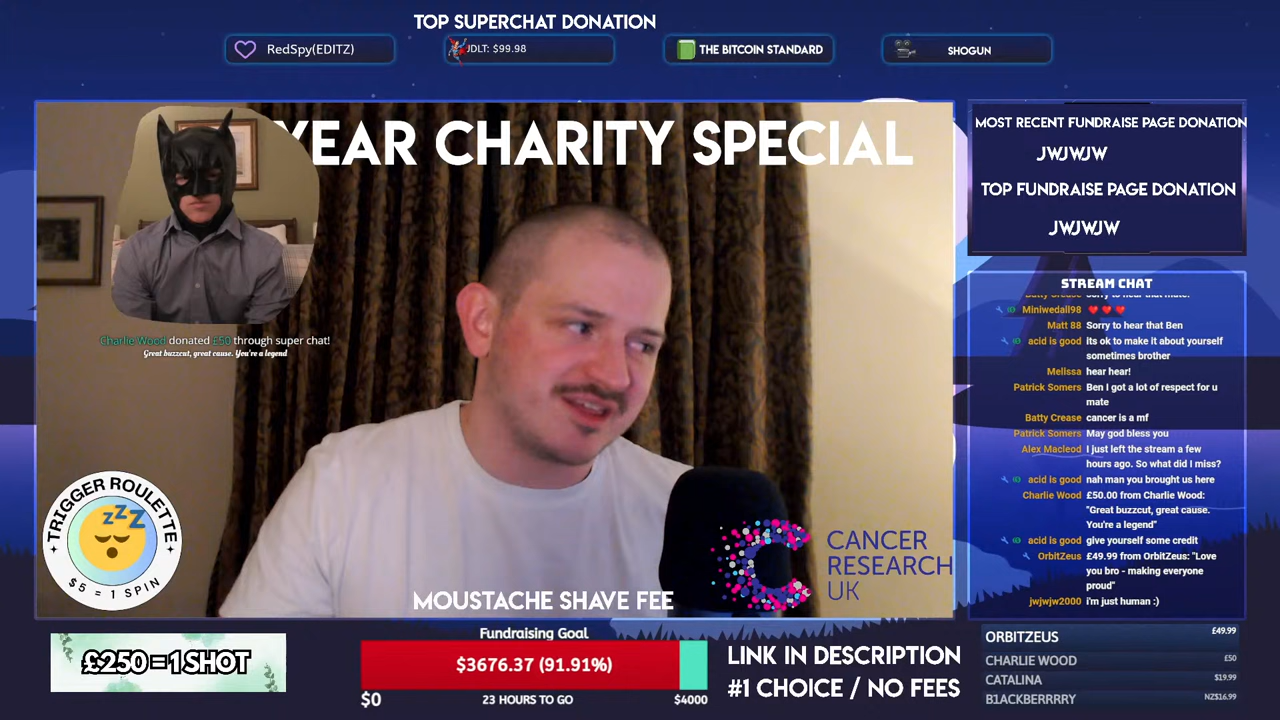 TOP SUPERCHAT DONATION
RedSpy(EDITZ)
JDLT: $99.98
THE BITCOIN STANDARD
SHOGUN
YEAR CHARITY SPECIAL
Charlie Wood donated £50 through super chat!
Great buzzcut, great cause. You're a legend
TRIGGER ROULETTE
zzz
$5 = 1 SPIN
MOUSTACHE SHAVE FEE
CANCER
RESEARCH
UK
MOST RECENT FUNDRAISE PAGE DONATION
JWJWJW
TOP FUNDRAISE PAGE DONATION
JWJWJW
STREAM CHAT
Batty Crease Sorry to hear that mate.
Miniwedall98
Matt 88 Sorry to hear that Ben
acid is good its ok to make it about yourself
sometimes brother
Melissa hear hear!
Patrick Somers Ben I got a lot of respect for u
mate
Batty Crease cancer is a mf
Patrick Somers May god bless you
Alex Macleod I just left the stream a few
hours ago. So what did I miss?
acid is good nah man you brought us here
Charlie Wood £50.00 from Charlie Wood:
"Great buzzcut, great cause.
You're a legend"
acid is good give yourself some credit
OrbitZeus £49.99 from OrbitZeus: "Love
you bro - making everyone
proud"
jwjwjw2000 i'm just human :)
£250 = 1 SHOT
Fundraising Goal
$3676.37 (91.91%)
$0
23 HOURS TO GO
$4000
LINK IN DESCRIPTION
#1 CHOICE / NO FEES
ORBITZEUS £49.99
CHARLIE WOOD £50
CATALINA $19.99
B1ACKBERRRRY NZ$16.99